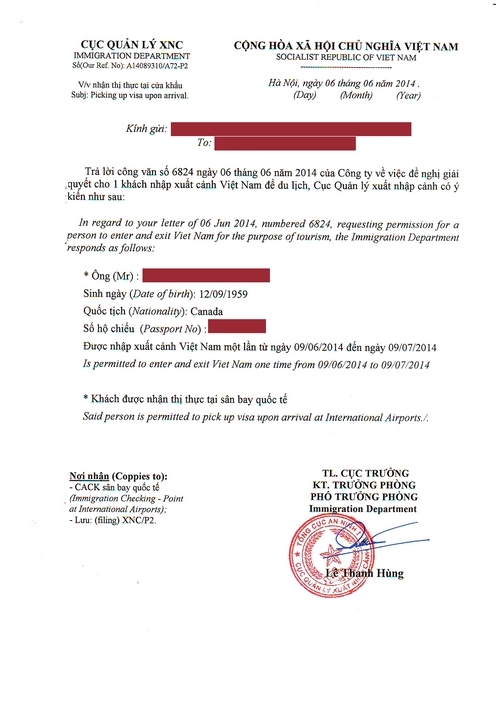 CỤC QUẢN LÝ XNC
IMMIGRATION DEPARTMENT
Số(Our Ref. No): A14089310/A72-P2
V/v nhận thị thực tại cửa khẩu
Subj: Picking up visa upon arrival.
CỘNG HÒA XÃ HỘI CHỦ NGHĨA VIỆT NAM
SOCIALIST REPUBLIC OF VIET NAM
Hà Nội, ngày 06 tháng 06 năm 2014 .
(Day) (Month) (Year)
Kính gửi:
To:
Trả lời công văn số 6824 ngày 06 tháng 06 năm 2014 của Công ty về việc đề nghị giải
quyết cho 1 khách nhập xuất cảnh Việt Nam để du lịch, Cục Quản lý xuất nhập cảnh có ý
kiến như sau:
In regard to your letter of 06 Jun 2014, numbered 6824, requesting permission for a
person to enter and exit Viet Nam for the purpose of tourism, the Immigration Department
responds as follows:
* Ông (Mr) :
Sinh ngày (Date of birth): 12/09/1959
Quốc tịch (Nationality): Canada
Số hộ chiếu (Passport No) :
Được nhập xuất cảnh Việt Nam một lần từ ngày 09/06/2014 đến ngày 09/07/2014
Is permitted to enter and exit Viet Nam one time from 09/06/2014 to 09/07/2014
* Khách được nhận thị thực tại sân bay quốc tế
Said person is permitted to pick up visa upon arrival at International Airports./.
Nơi nhận (Coppies to):
- CACK sân bay quốc tế
(Immigration Checking - Point
at International Airports);
- Lưu: (filing) XNC/P2.
TL. CỤC TRƯỞNG
KT. TRƯỞNG PHÒNG
PHÓ TRƯỞNG PHÒNG
Immigration Department
TỔNG CỤC AN NINH I
CỤC QUẢN LÝ XUẤT NHẬP CẢNH
Lê Thanh Hùng